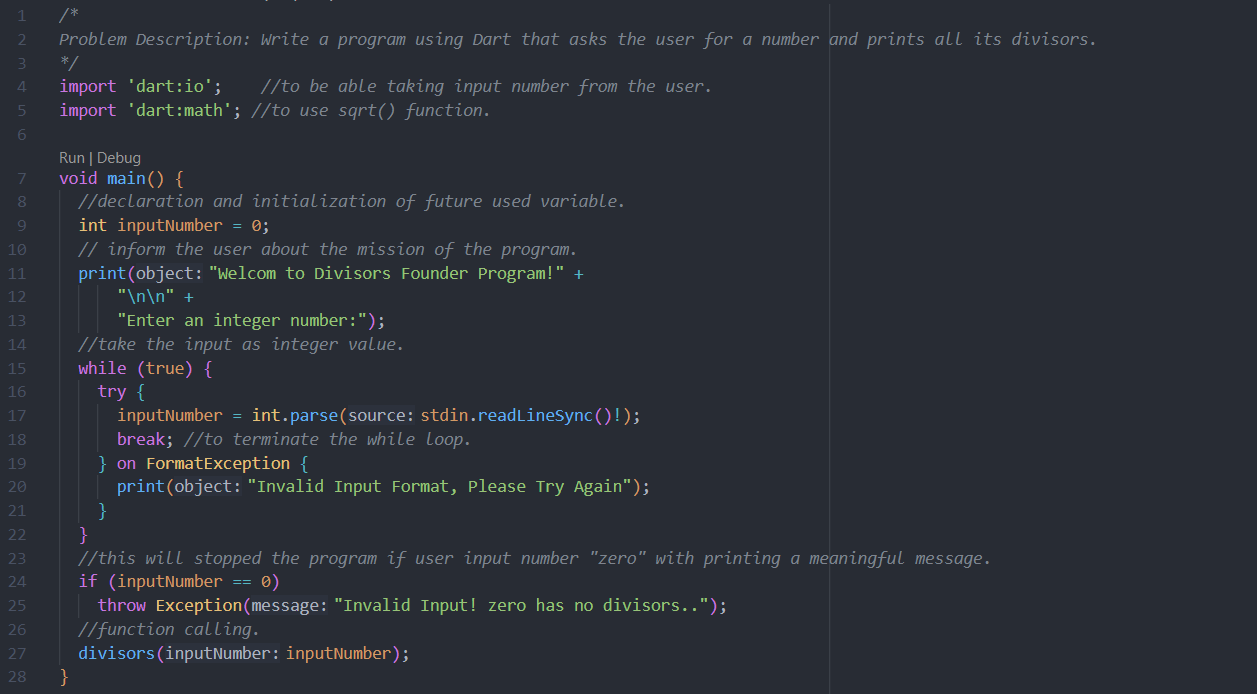 1 /*
2 Problem Description: Write a program using Dart that asks the user for a number and prints all its divisors.
3 */
4 import 'dart:io';    //to be able taking input number from the user.
5 import 'dart:math'; //to use sqrt() function.
6
Run | Debug
7 void main() {
8   //declaration and initialization of future used variable.
9   int inputNumber = 0;
10   // inform the user about the mission of the program.
11   print(object: "Welcom to Divisors Founder Program!" +
12       "\n\n" +
13       "Enter an integer number:");
14   //take the input as integer value.
15   while (true) {
16     try {
17       inputNumber = int.parse(source: stdin.readLineSync()!);
18       break; //to terminate the while loop.
19     } on FormatException {
20       print(object: "Invalid Input Format, Please Try Again");
21     }
22   }
23   //this will stopped the program if user input number "zero" with printing a meaningful message.
24   if (inputNumber == 0)
25     throw Exception(message: "Invalid Input! zero has no divisors..");
26   //function calling.
27   divisors(inputNumber: inputNumber);
28 }